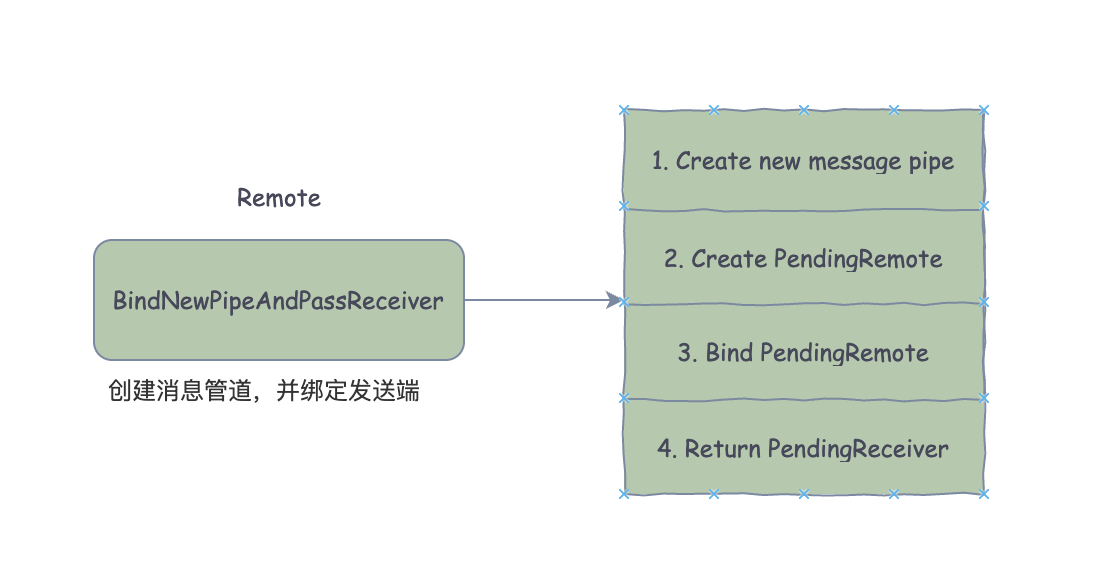 Remote
BindNewPipeAndPassReceiver
创建消息管道，并绑定发送端
1. Create new message pipe
2. Create PendingRemote
3. Bind PendingRemote
4. Return PendingReceiver